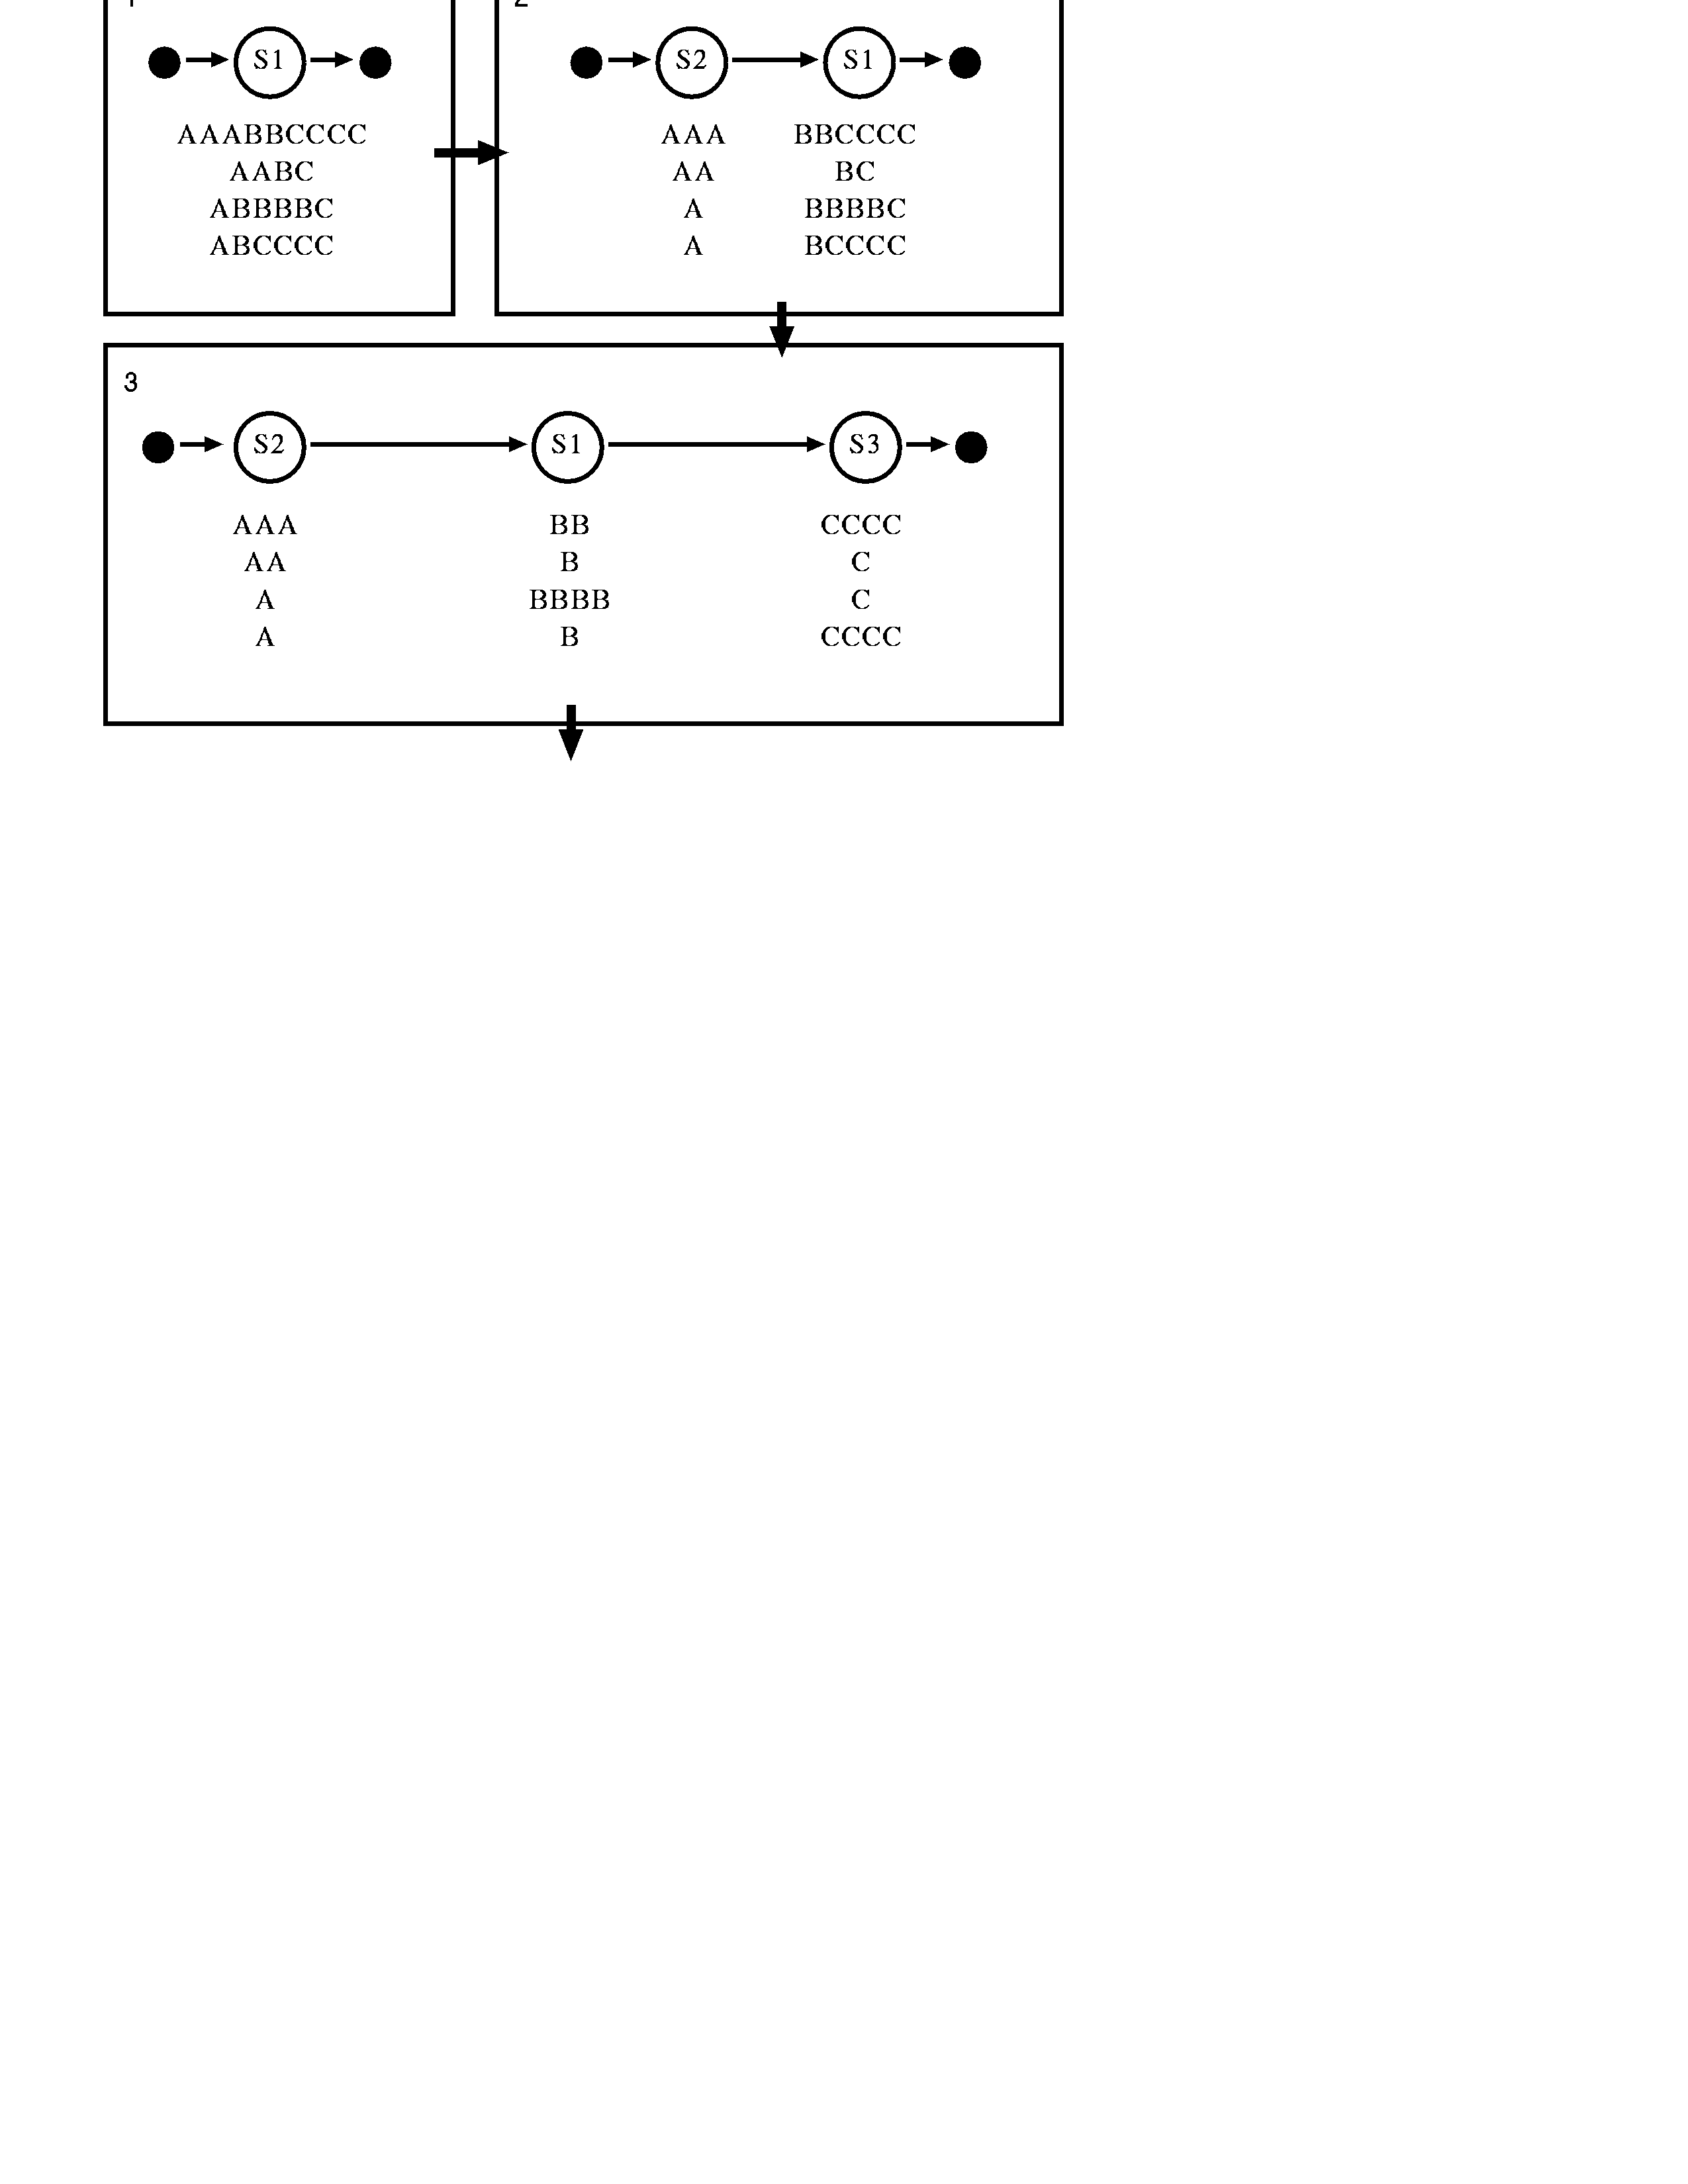 S1
AAABBCCCC
AABC
ABBBBC
ABCCCC
S2 S1
AAA BBCCCC
AA BC
A BBBBC
A BCCCC
3
S2 S1 S3
AAA BB CCCC
AA B C
A BBBB C
A B CCCC